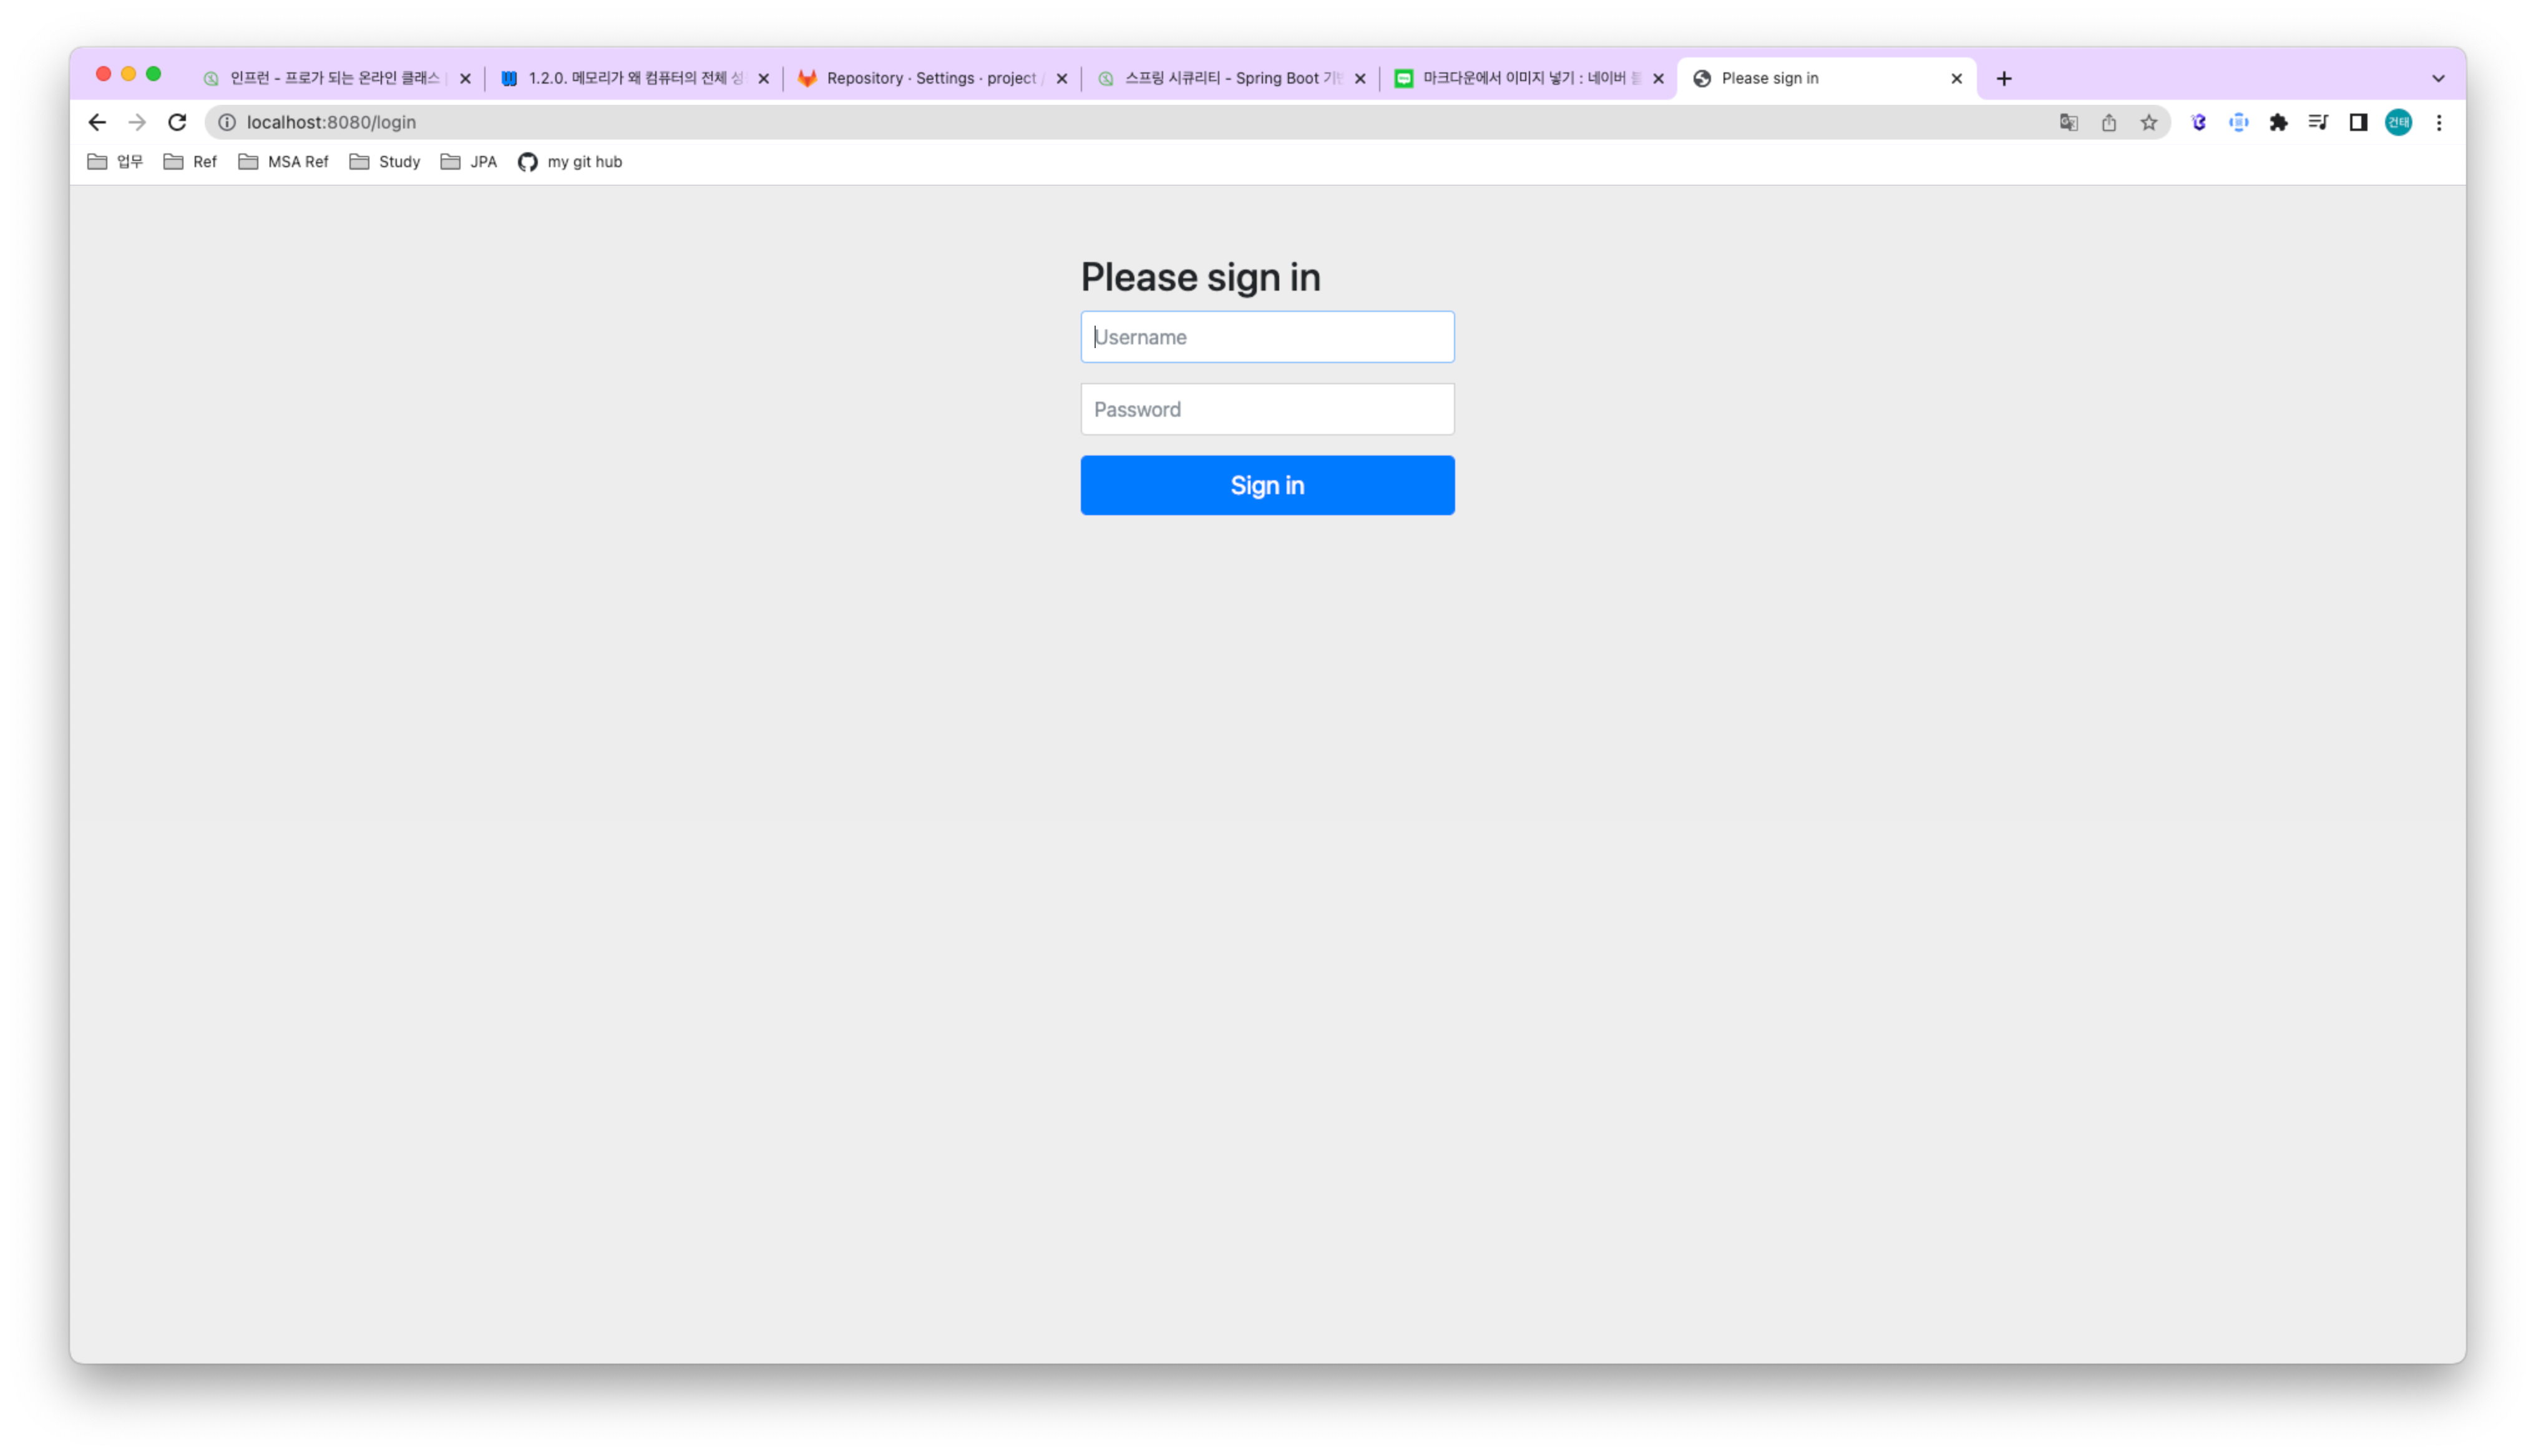 인프런 - 프로가 되는 온라인 클래스
1.2.0. 메모리가 왜 컴퓨터의 전체 성
Repository · Settings · project /
스프링 시큐리티 - Spring Boot
마크다운에서 이미지 넣기 : 네이버
Please sign in
localhost:8080/login
건태
업무
Ref
MSA Ref
Study
JPA
my git hub
Please sign in
Username
Password
Sign in